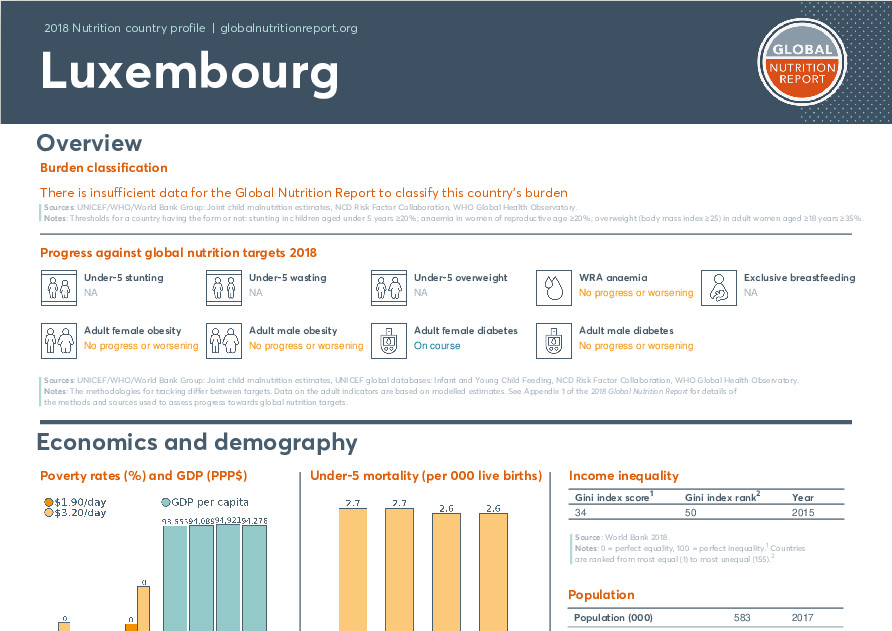 2018 Nutrition country profile | globalnutritionreport.org
Luxembourg
GLOBAL
NUTRITION
REPORT
Overview
Burden classification
There is insufficient data for the Global Nutrition Report to classify this country's burden
Sources: UNICEF/WHO/World Bank Group: Joint child malnutrition estimates, NCD Risk Factor Collaboration, WHO Global Health Observatory.
Notes: Thresholds for a country having the form or not: stunting in children aged under 5 years ≥20%; anaemia in women of reproductive age ≥20%; overweight (body mass index ≥25) in adult women aged ≥18 years ≥35%.
Progress against global nutrition targets 2018
Under-5 stunting
NA
Under-5 wasting
NA
Under-5 overweight
NA
WRA anaemia
No progress or worsening
Exclusive breastfeeding
NA
Adult female obesity
No progress or worsening
Adult male obesity
No progress or worsening
Adult female diabetes
On course
Adult male diabetes
No progress or worsening
Sources: UNICEF/WHO/World Bank Group: Joint child malnutrition estimates, UNICEF global databases: Infant and Young Child Feeding, NCD Risk Factor Collaboration, WHO Global Health Observatory.
Notes: The methodologies for tracking differ between targets. Data on the adult indicators are based on modelled estimates. See Appendix 1 of the 2018 Global Nutrition Report for details of
the methods and sources used to assess progress towards global nutrition targets.
Economics and demography
Poverty rates (%) and GDP (PPP$)
$1.90/day
$3.20/day
GDP per capita
94,921 94,278
0
0
0
Under-5 mortality (per 000 live births)
2.7 2.7 2.6 2.6
Income inequality
Gini index score1 Gini index rank2 Year
34 50 2015
Source: World Bank 2018.
Notes: 0 = perfect equality, 100 = perfect inequality.1 Countries
are ranked from most equal (1) to most unequal (155).2
Population
Population (000) 583 2017